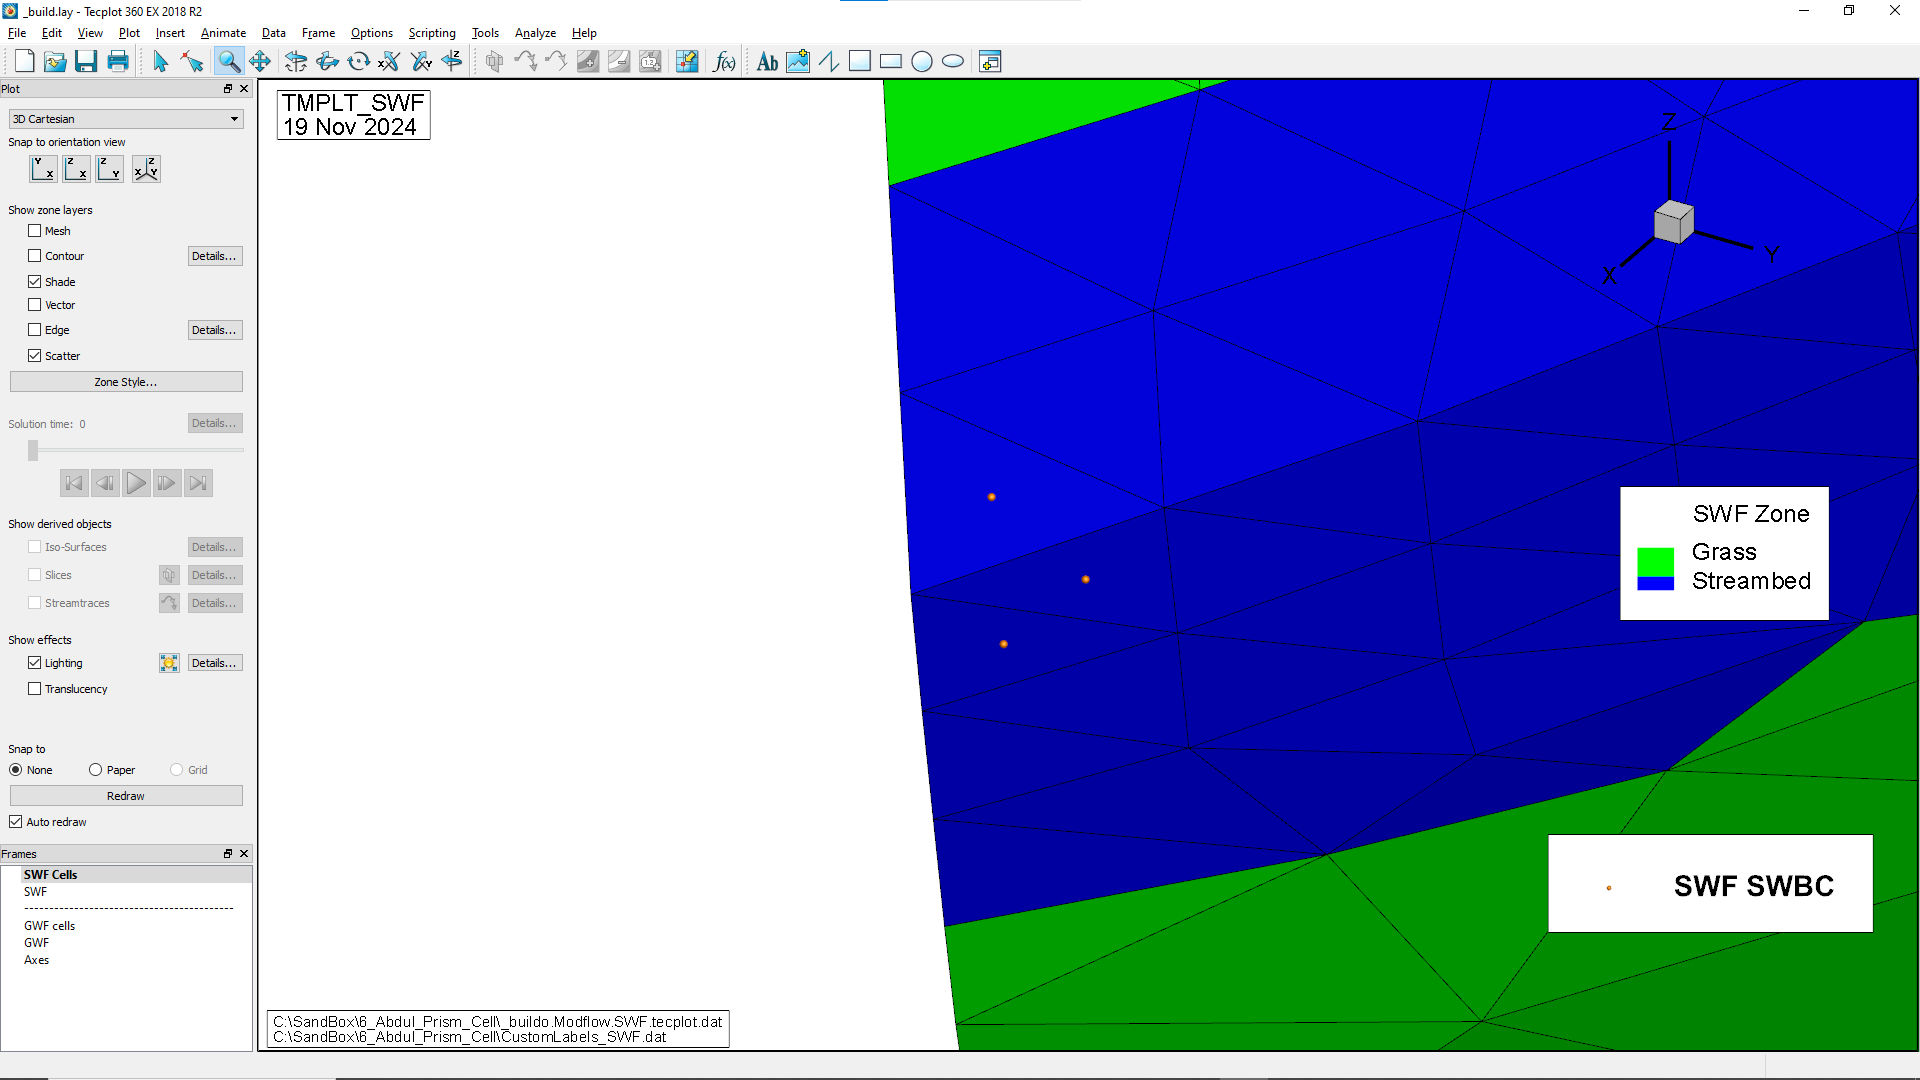 _build.lay - Tecplot 360 EX 2018 R2
File Edit View Plot Insert Animate Data Frame Options Scripting Tools Analyze Help
Ab f(x)
Plot
3D Cartesian
Snap to orientation view
Y X Z X Z Y Z X Y
Show zone layers
Mesh
Contour Details...
Shade
Vector
Edge Details...
Scatter
Zone Style...
Solution time: 0 Details...
Show derived objects
Iso-Surfaces Details...
Slices Details...
Streamtraces Details...
Show effects
Lighting Details...
Translucency
Snap to
None Paper Grid
Redraw
Auto redraw
Frames
SWF Cells
SWF
------------------------------------------
GWF cells
GWF
Axes
TMPLT_SWF
19 Nov 2024
Z
X Y
SWF Zone
Grass
Streambed
SWF SWBC
C:\SandBox\6_Abdul_Prism_Cell\_buildo.Modflow.SWF.tecplot.dat
C:\SandBox\6_Abdul_Prism_Cell\CustomLabels_SWF.dat